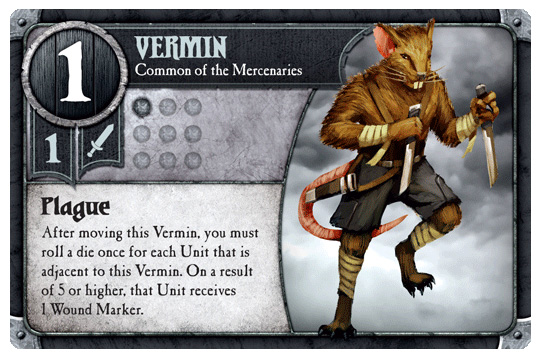 1
VERMIN
Common of the Mercenaries
1
Plague
After moving this Vermin, you must
roll a die once for each Unit that is
adjacent to this Vermin. On a result
of 5 or higher, that Unit receives
1 Wound Marker.